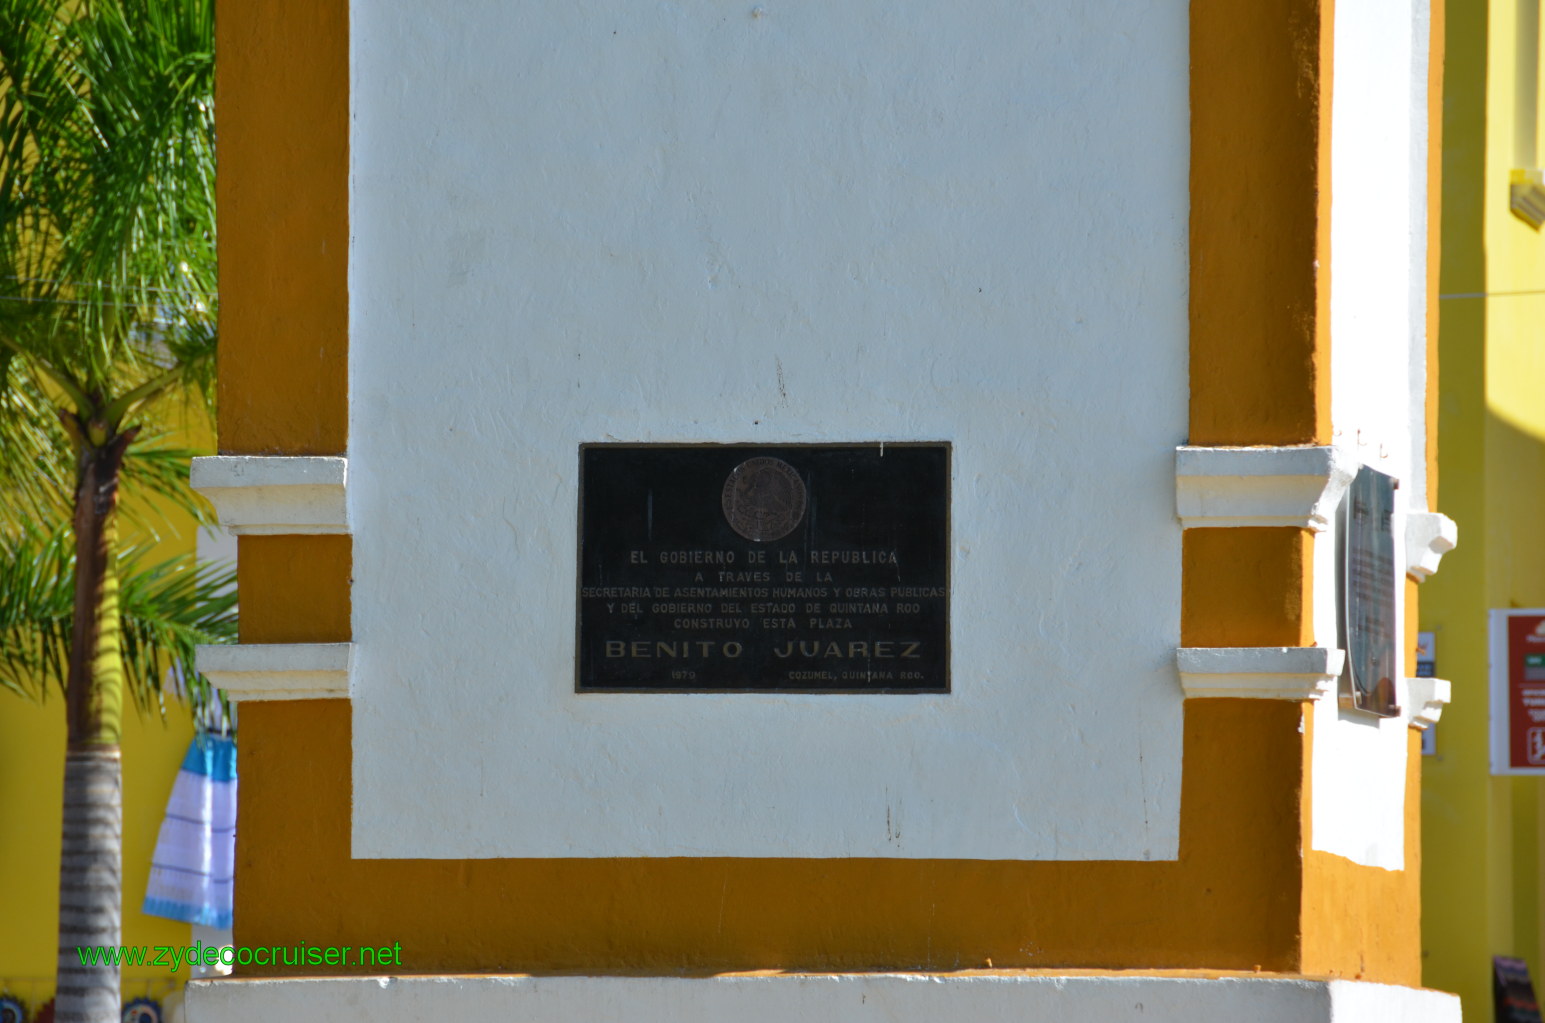 EL GOBIERNO DE LA REPUBLICA
A TRAVES DE LA
SECRETARIA DE ASENTAMIENTOS HUMANOS Y OBRAS PUBLICAS
Y DEL GOBIERNO DEL ESTADO DE QUINTANA ROO
CONSTRUYO ESTA PLAZA
BENITO JUAREZ
COZUMEL, QUINTANA ROO.
www.zydecocruiser.net